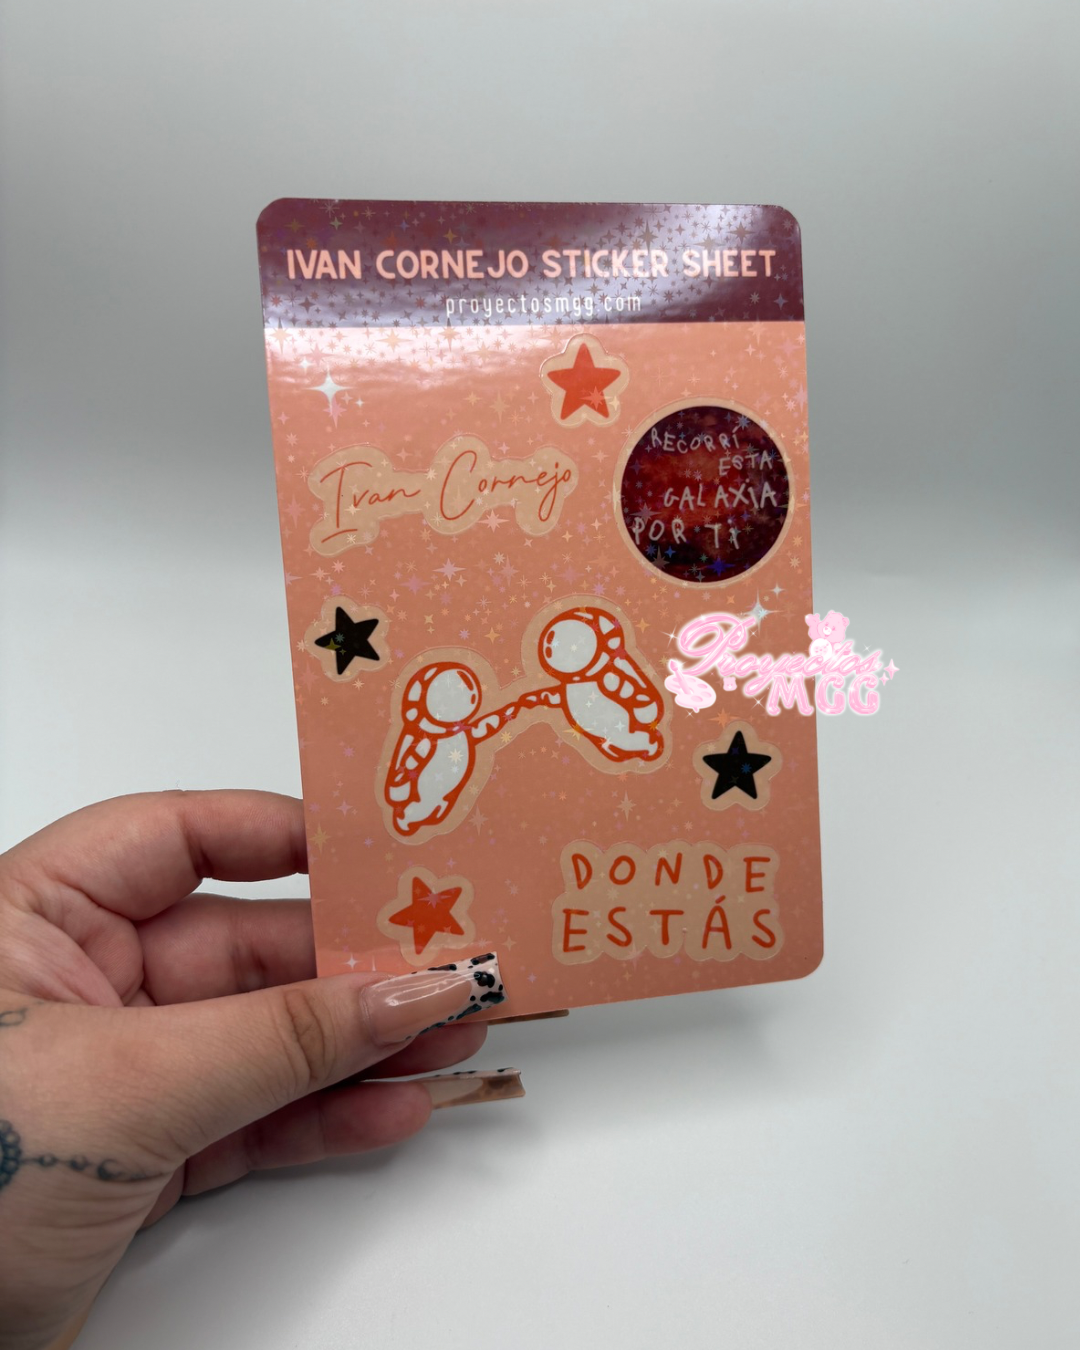 IVAN CORNEJO STICKER SHEET
proyectosmgg.com
Ivan Cornejo
RECORRÍ
ESTA
GALAXIA
POR TI
Proyectos
MGG
DONDE
ESTÁS